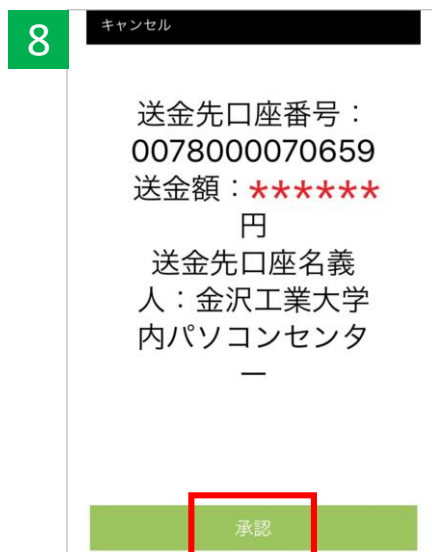 8
キャンセル
送金先口座番号：
0078000070659
送金額：******
円
送金先口座名義
人：金沢工業大学
内パソコンセンタ
ー
承認